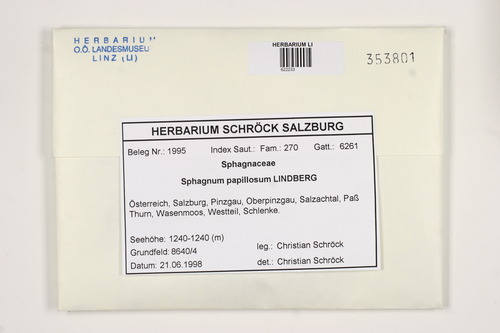 HERBARIUM
O.Ö. LANDESMUSEU
LINZ (LI)
HERBARIUM LI
622233
353801
HERBARIUM SCHRÖCK SALZBURG
Beleg Nr.: 1995 Index Saut.: Fam.: 270 Gatt.: 6261
Sphagnaceae
Sphagnum papillosum LINDBERG
Österreich, Salzburg, Pinzgau, Oberpinzgau, Salzachtal, Paß
Thurn, Wasenmoos, Westteil, Schlenke.
Seehöhe: 1240-1240 (m)
Grundfeld: 8640/4 leg.: Christian Schröck
Datum: 21.06.1998 det.: Christian Schröck